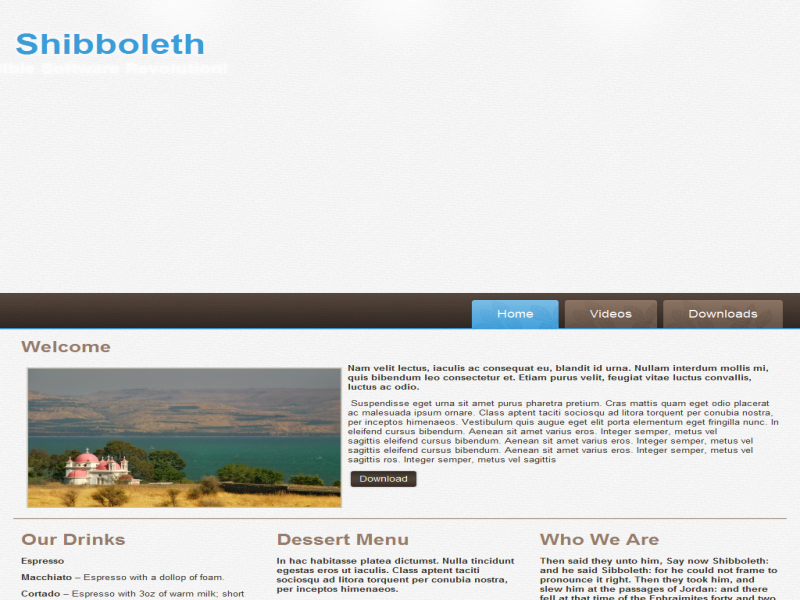 Shibboleth
Bible Software Revolution!
Home Videos Downloads
Welcome
Nam velit lectus, iaculis ac consequat eu, blandit id urna. Nullam interdum mollis mi,
quis bibendum leo consectetur et. Etiam purus velit, feugiat vitae luctus convallis,
luctus ac odio.
Suspendisse eget urna sit amet purus pharetra pretium. Cras mattis quam eget odio placerat
ac malesuada ipsum ornare. Class aptent taciti sociosqu ad litora torquent per conubia nostra,
per inceptos himenaeos. Vestibulum quis augue eget elit porta elementum eget fringilla nunc. In
eleifend cursus bibendum. Aenean sit amet varius eros. Integer semper, metus vel
sagittis eleifend cursus bibendum. Aenean sit amet varius eros. Integer semper, metus vel
sagittis eleifend cursus bibendum. Aenean sit amet varius eros. Integer semper, metus vel
sagittis ros. Integer semper, metus vel sagittis
Download
Our Drinks
Espresso
Macchiato – Espresso with a dollop of foam.
Cortado – Espresso with 3oz of warm milk; short
Dessert Menu
In hac habitasse platea dictumst. Nulla tincidunt
egestas eros ut iaculis. Class aptent taciti
sociosqu ad litora torquent per conubia nostra,
per inceptos himenaeos.
Who We Are
Then said they unto him, Say now Shibboleth:
and he said Sibboleth: for he could not frame to
pronounce it right. Then they took him, and
slew him at the passages of Jordan: and there
fell at that time of the Ephraimites forty and two